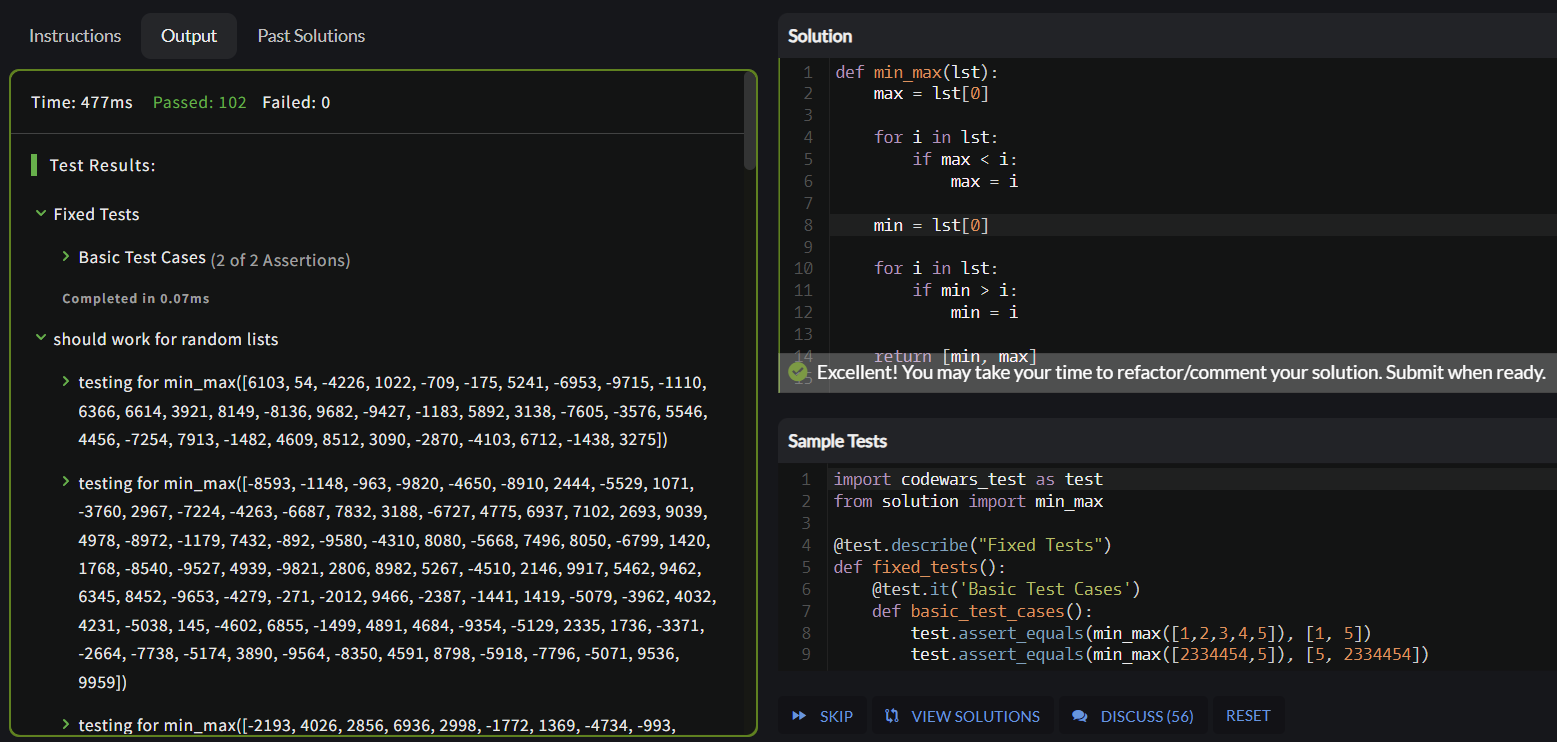 Instructions
Output
Past Solutions
Time: 477ms Passed: 102 Failed: 0
Test Results:
Fixed Tests
Basic Test Cases (2 of 2 Assertions)
Completed in 0.07ms
should work for random lists
testing for min_max([6103, 54, -4226, 1022, -709, -175, 5241, -6953, -9715, -1110,
6366, 6614, 3921, 8149, -8136, 9682, -9427, -1183, 5892, 3138, -7605, -3576, 5546,
4456, -7254, 7913, -1482, 4609, 8512, 3090, -2870, -4103, 6712, -1438, 3275])
testing for min_max([-8593, -1148, -963, -9820, -4650, -8910, 2444, -5529, 1071,
-3760, 2967, -7224, -4263, -6687, 7832, 3188, -6727, 4775, 6937, 7102, 2693, 9039,
4978, -8972, -1179, 7432, -892, -9580, -4310, 8080, -5668, 7496, 8050, -6799, 1420,
1768, -8540, -9527, 4939, -9821, 2806, 8982, 5267, -4510, 2146, 9917, 5462, 9462,
6345, 8452, -9653, -4279, -271, -2012, 9466, -2387, -1441, 1419, -5079, -3962, 4032,
4231, -5038, 145, -4602, 6855, -1499, 4891, 4684, -9354, -5129, 2335, 1736, -3371,
-2664, -7738, -5174, 3890, -9564, -8350, 4591, 8798, -5918, -7796, -5071, 9536,
9959])
testing for min_max([-2193, 4026, 2856, 6936, 2998, -1772, 1369, -4734, -993,
Solution
1 def min_max(lst):
2     max = lst[0]
3
4     for i in lst:
5         if max < i:
6             max = i
7
8     min = lst[0]
9
10     for i in lst:
11         if min > i:
12             min = i
13
14     return [min, max]
15
Excellent! You may take your time to refactor/comment your solution. Submit when ready.
Sample Tests
1 import codewars_test as test
2 from solution import min_max
3
4 @test.describe("Fixed Tests")
5 def fixed_tests():
6     @test.it('Basic Test Cases')
7     def basic_test_cases():
8         test.assert_equals(min_max([1,2,3,4,5]), [1, 5])
9         test.assert_equals(min_max([2334454,5]), [5, 2334454])
SKIP
VIEW SOLUTIONS
DISCUSS (56)
RESET